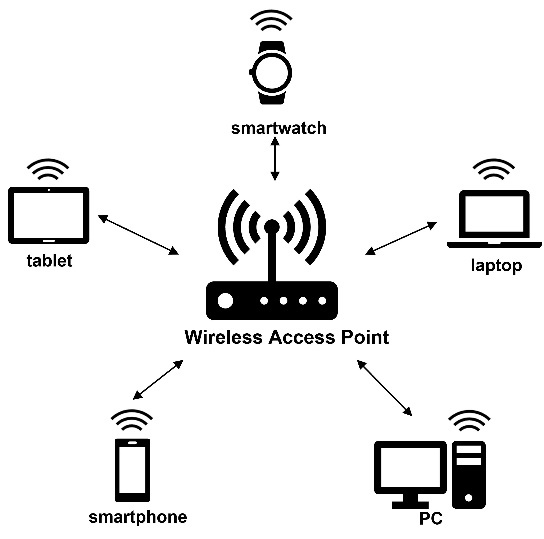 smartwatch
tablet
laptop
Wireless Access Point
smartphone
PC